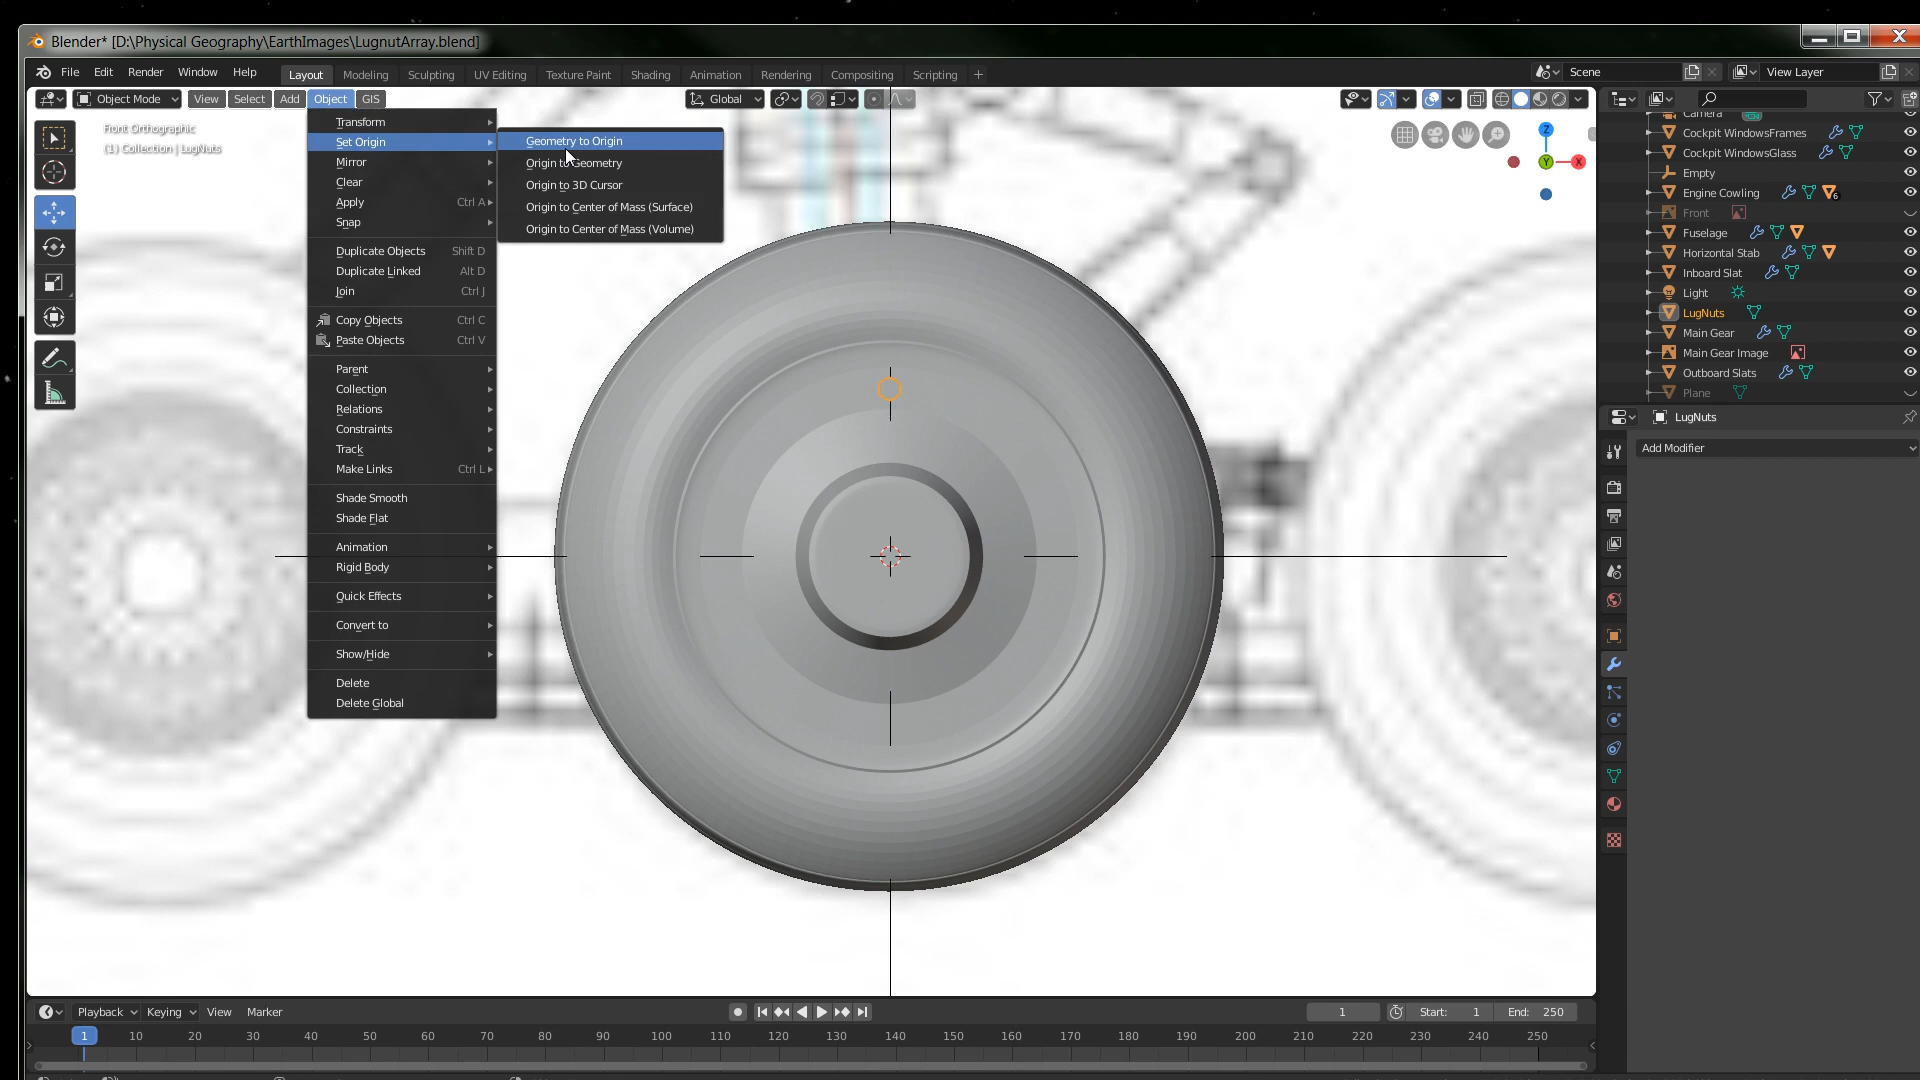 Blender* [D:\Physical Geography\EarthImages\LugnutArray.blend]
File Edit Render Window Help Layout Modeling Sculpting UV Editing Texture Paint Shading Animation Rendering Compositing Scripting + Scene View Layer
Object Mode View Select Add Object GIS Global
Front Orthographic
(1) Collection | LugNuts
Transform
Set Origin
Mirror
Clear
Apply Ctrl A
Snap
Duplicate Objects Shift D
Duplicate Linked Alt D
Join Ctrl J
Copy Objects Ctrl C
Paste Objects Ctrl V
Parent
Collection
Relations
Constraints
Track
Make Links Ctrl L
Shade Smooth
Shade Flat
Animation
Rigid Body
Quick Effects
Convert to
Show/Hide
Delete
Delete Global
Geometry to Origin
Origin to Geometry
Origin to 3D Cursor
Origin to Center of Mass (Surface)
Origin to Center of Mass (Volume)
Z
Y X
Camera
Cockpit WindowsFrames
Cockpit WindowsGlass
Empty
Engine Cowling 6
Front
Fuselage
Horizontal Stab
Inboard Slat
Light
LugNuts
Main Gear
Main Gear Image
Outboard Slats
Plane
LugNuts
Add Modifier
Playback Keying View Marker 1 Start: 1 End: 250
1 10 20 30 40 50 60 70 80 90 100 110 120 130 140 150 160 170 180 190 200 210 220 230 240 250